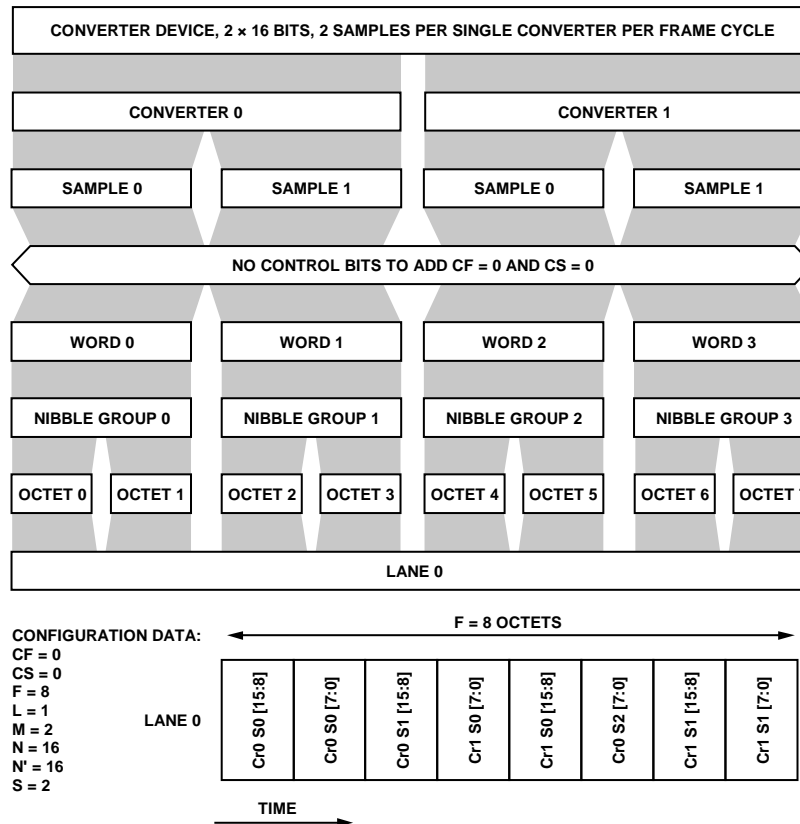 CONVERTER DEVICE, 2 × 16 BITS, 2 SAMPLES PER SINGLE CONVERTER PER FRAME CYCLE
CONVERTER 0 CONVERTER 1
SAMPLE 0 SAMPLE 1 SAMPLE 0 SAMPLE 1
NO CONTROL BITS TO ADD CF = 0 AND CS = 0
WORD 0 WORD 1 WORD 2 WORD 3
NIBBLE GROUP 0 NIBBLE GROUP 1 NIBBLE GROUP 2 NIBBLE GROUP 3
OCTET 0 OCTET 1 OCTET 2 OCTET 3 OCTET 4 OCTET 5 OCTET 6 OCTET
LANE 0
CONFIGURATION DATA:
CF = 0
CS = 0
F = 8
L = 1
M = 2
N = 16
N' = 16
S = 2
F = 8 OCTETS
LANE 0
Cr0 S0 [15:8]
Cr0 S0 [7:0]
Cr0 S1 [15:8]
Cr1 S0 [7:0]
Cr1 S0 [15:8]
Cr0 S2 [7:0]
Cr1 S1 [15:8]
Cr1 S1 [7:0]
TIME